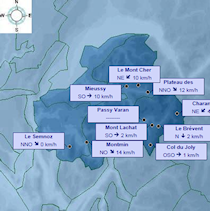 Le Mont Cher
NE ↘ 10 km/h
Plateau des
NNO ↘ 12 km/h
Mieussy
SO → 10 km/h
Charan
NE
Passy Varan
--------
Mont Lachat
SO → 2 km/h
Le Brévent
N ↓ 2 km/h
Le Semnoz
NNO ↘ 0 km/h
Montmin
NO ↘ 14 km/h
Col du Joly
OSO → 1 km/h